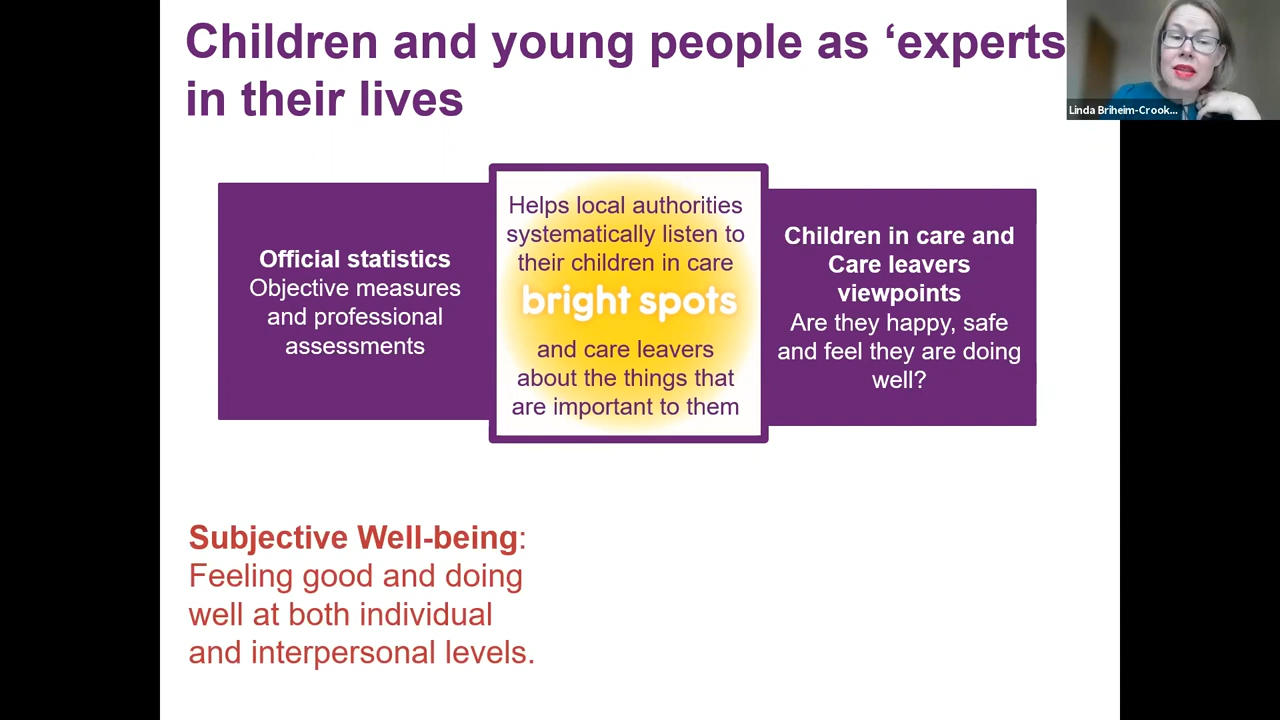 Children and young people as ‘experts
in their lives
Linda Briheim-Crook...
Official statistics
Objective measures
and professional
assessments
Helps local authorities
systematically listen to
their children in care
bright spots
and care leavers
about the things that
are important to them
Children in care and
Care leavers
viewpoints
Are they happy, safe
and feel they are doing
well?
Subjective Well-being:
Feeling good and doing
well at both individual
and interpersonal levels.